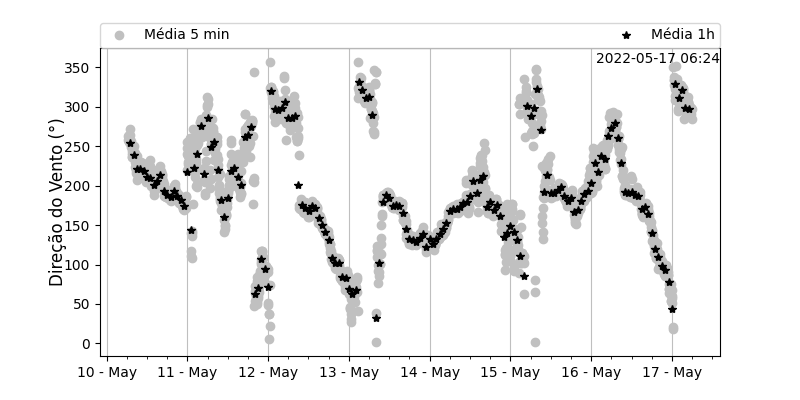 Média 5 min
Média 1h
2022-05-17 06:24
Direção do Vento (°)
350
300
250
200
150
100
50
0
10 - May
11 - May
12 - May
13 - May
14 - May
15 - May
16 - May
17 - May